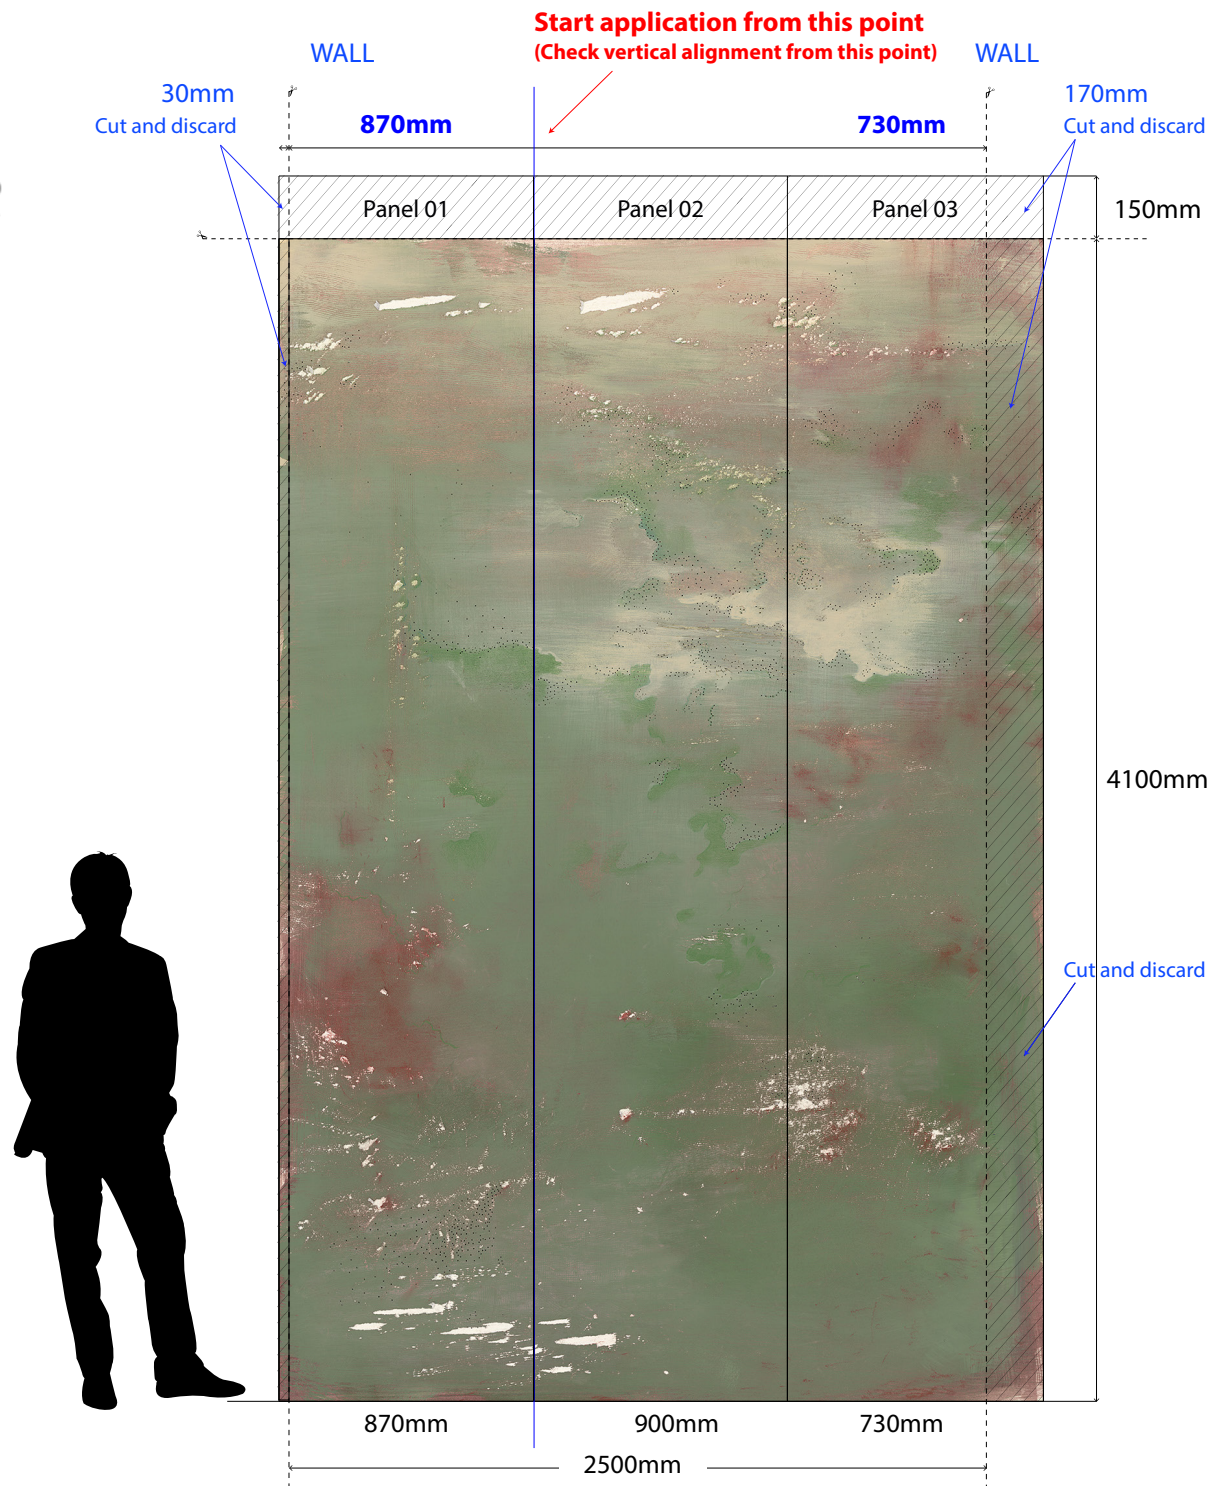 Start application from this point
(Check vertical alignment from this point)
WALL
WALL
30mm
Cut and discard
870mm
730mm
170mm
Cut and discard
Panel 01
Panel 02
Panel 03
150mm
4100mm
Cut and discard
870mm
900mm
730mm
2500mm